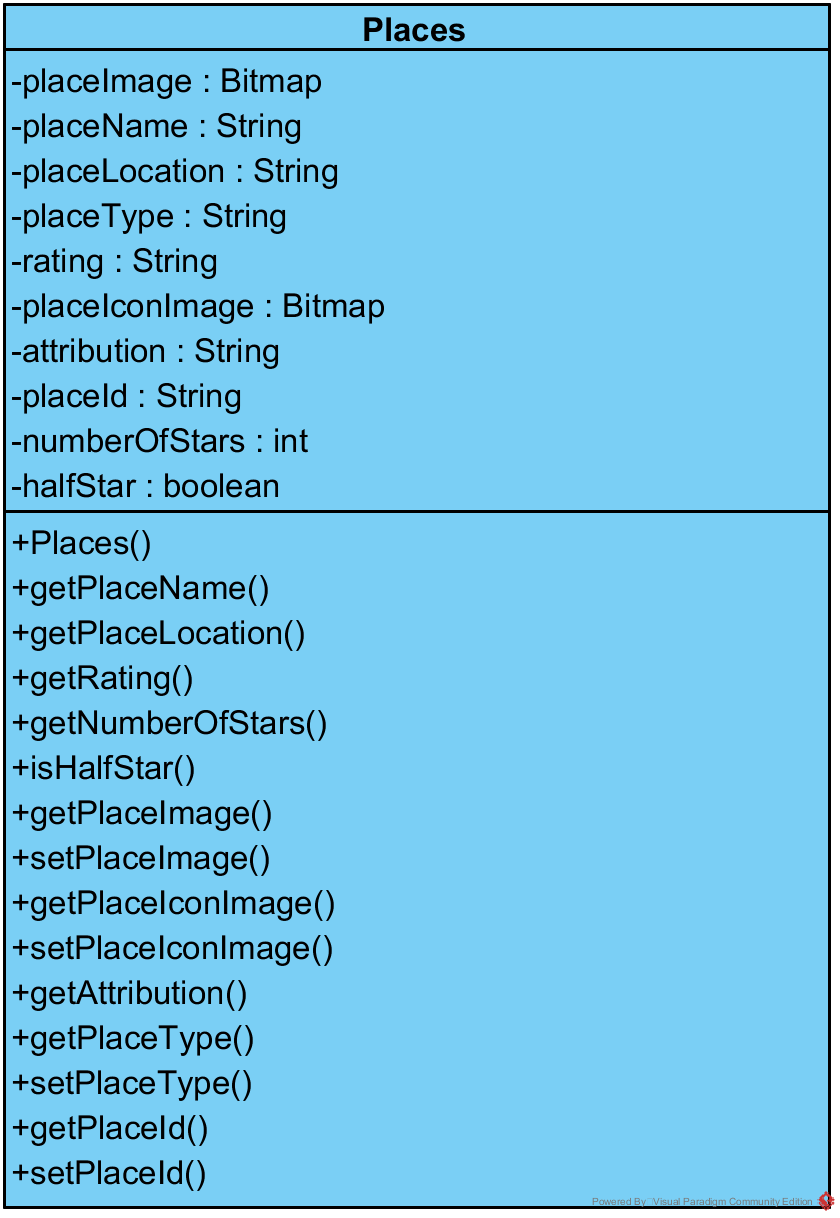 Places
-placeImage : Bitmap
-placeName : String
-placeLocation : String
-placeType : String
-rating : String
-placeIconImage : Bitmap
-attribution : String
-placeId : String
-numberOfStars : int
-halfStar : boolean
+Places()
+getPlaceName()
+getPlaceLocation()
+getRating()
+getNumberOfStars()
+isHalfStar()
+getPlaceImage()
+setPlaceImage()
+getPlaceIconImage()
+setPlaceIconImage()
+getAttribution()
+getPlaceType()
+setPlaceType()
+getPlaceId()
+setPlaceId()
Powered By Visual Paradigm Community Edition